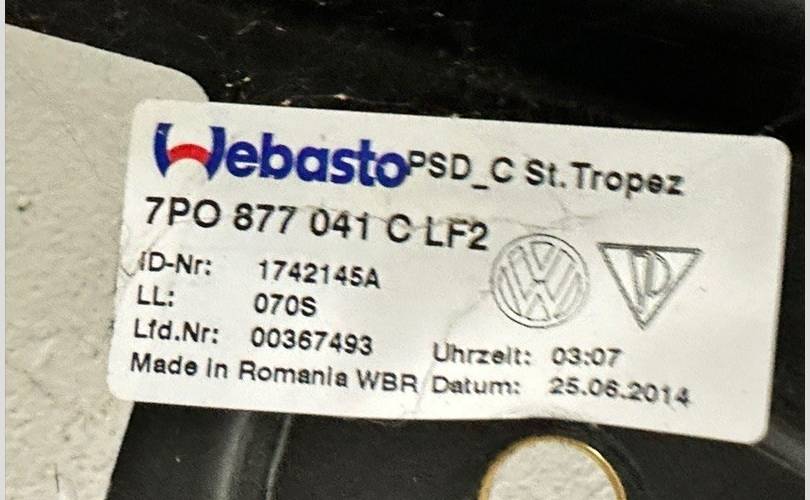 Webasto PSD_C St.Tropez
7PO 877 041 C LF2
ID-Nr: 1742145A
LL: 070S
Lfd.Nr: 00367493
Uhrzeit: 03:07
Made in Romania WBR Datum: 25.06.2014